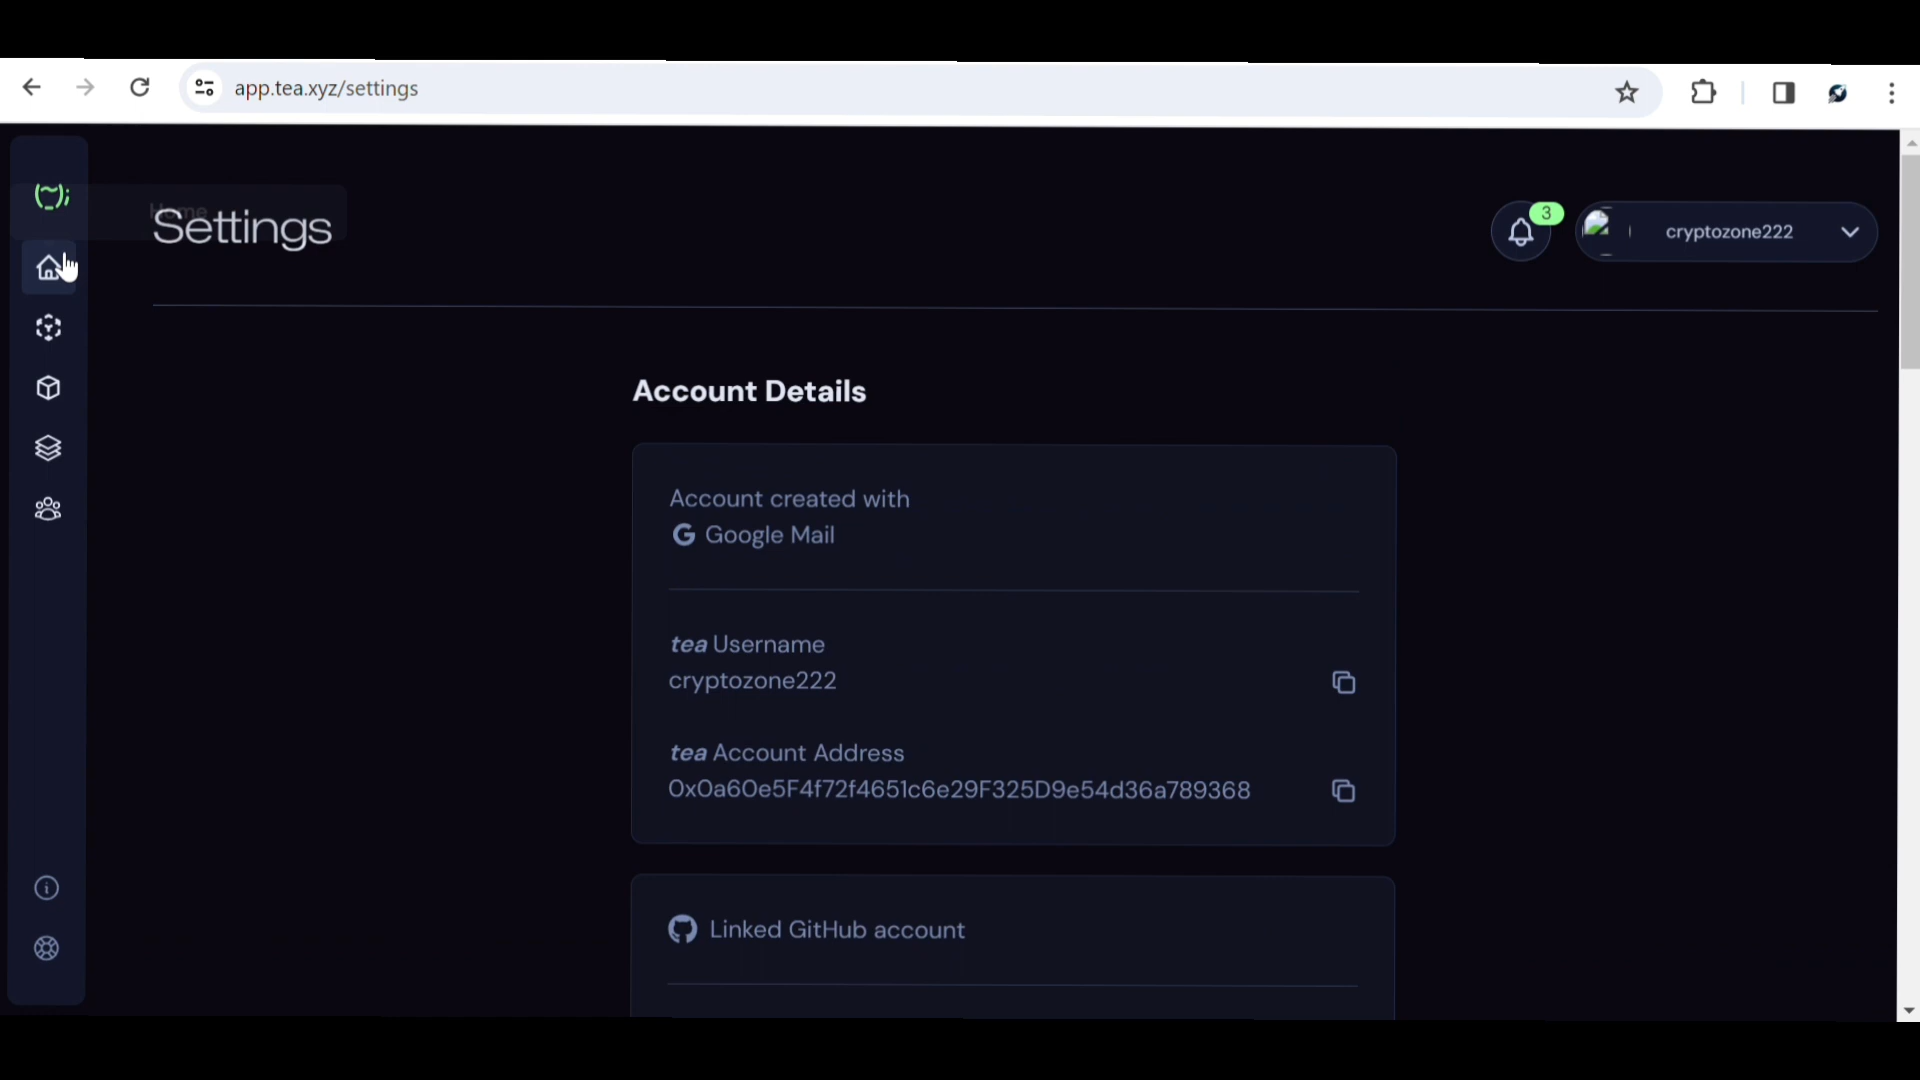 app.tea.xyz/settings
Home
Settings
3
cryptozone222
Account Details
Account created with
G Google Mail
tea Username
cryptozone222
tea Account Address
0x0a60e5F4f72f4651c6e29F325D9e54d36a789368
Linked GitHub account